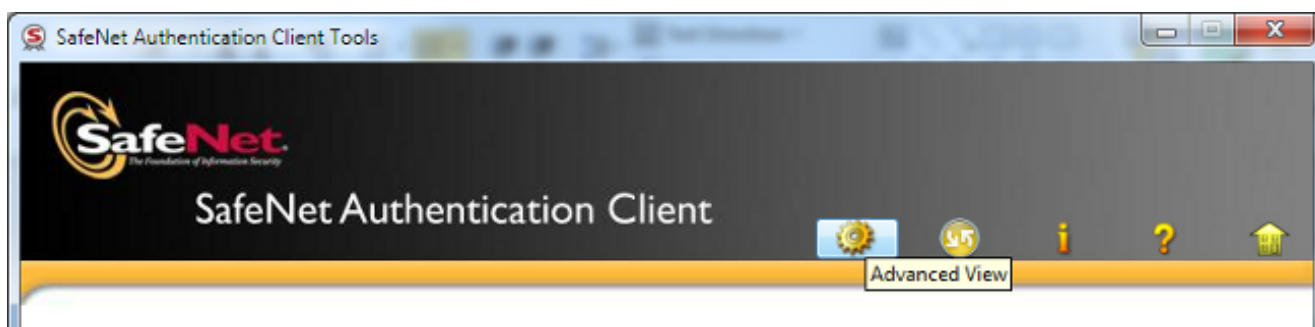 SafeNet Authentication Client Tools
SafeNet.
The Foundation of Information Security
SafeNet Authentication Client
Advanced View